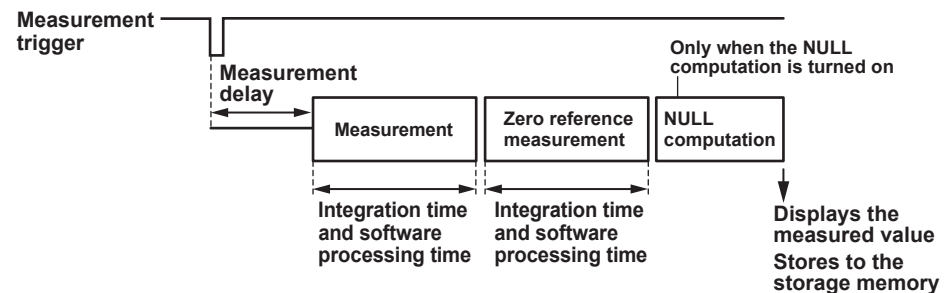 Measurement
trigger
Only when the NULL
computation is turned on
Measurement
delay
Measurement
Zero reference
measurement
NULL
computation
Integration time
and software
processing time
Integration time
and software
processing time
Displays the
measured value
Stores to the
storage memory